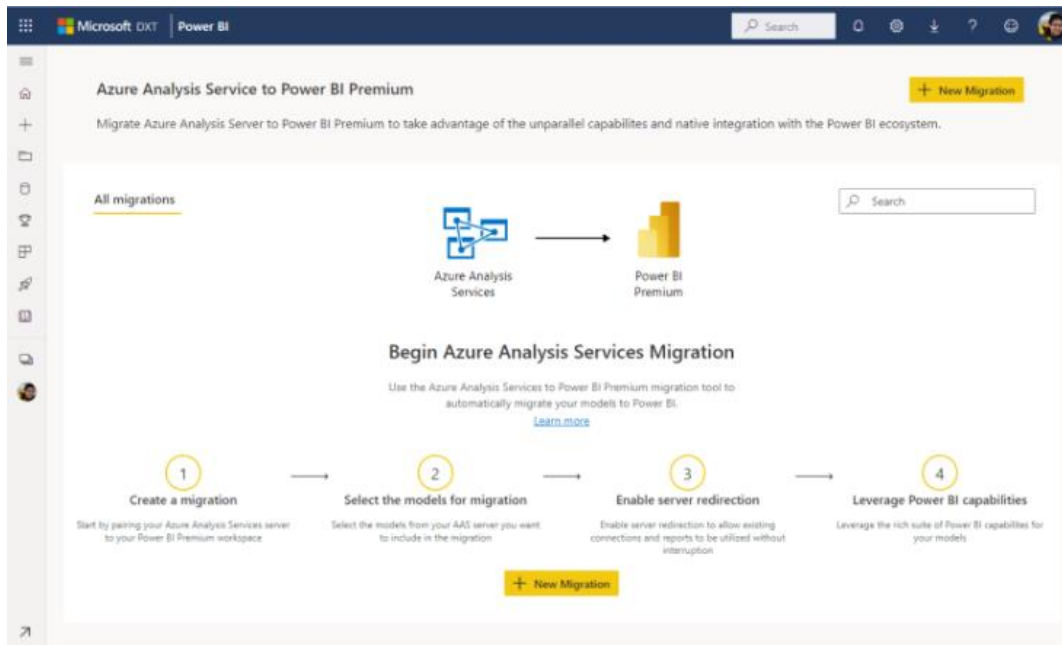 Microsoft DXT Power BI Search ?
Azure Analysis Service to Power BI Premium
+ New Migration
Migrate Azure Analysis Server to Power BI Premium to take advantage of the unparallel capabilites and native integration with the Power BI ecosystem.
All migrations
Search
Azure Analysis
Services
Power BI
Premium
Begin Azure Analysis Services Migration
Use the Azure Analysis Services to Power BI Premium migration tool to
automatically migrate your models to Power BI.
Learn more
1
Create a migration
Start by pairing your Azure Analysis Services server
to your Power BI Premium workspace
2
Select the models for migration
Select the models from your AAS server you want
to include in the migration
3
Enable server redirection
Enable server redirection to allow existing
connections and reports to be utilized without
interruption
4
Leverage Power BI capabilities
Leverage the rich suite of Power BI capabilites for
your models
+ New Migration